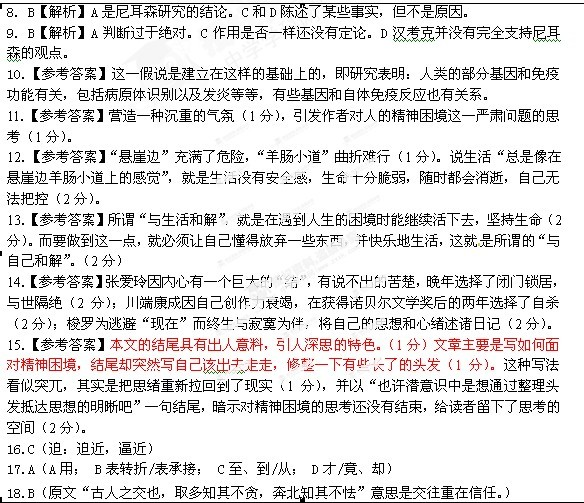 8．B【解析】A 是尼耳森研究的结论。C 和 D 陈述了某些事实，但不是原因。
9．B【解析】A 判断过于绝对。C 作用是否一样还没有定论。D 汉考克并没有完全支持尼耳
森的观点。
10.【参考答案】这一假说是建立在这样的基础上的，即研究表明：人类的部分基因和免疫
功能有关，包括病原体识别以及发炎等等，有些基因和自体免疫反应也有关系。
11.【参考答案】营造一种沉重的气氛（1 分），引发作者对人的精神困境这一严肃问题的思
考（1 分）。
12.【参考答案】“悬崖边”充满了危险，“羊肠小道”曲折难行（1 分）。说生活“总是像在
悬崖边羊肠小道上的感觉”，就是生活没有安全感，生命十分脆弱，随时都会消逝，自己无
法把控（2 分）。
13.【参考答案】所谓“与生活和解”，就是在遇到人生的困境时能继续活下去，坚持生命（2
分）。而要做到这一点，就必须让自己懂得放弃一些东西，并快乐地生活，这就是所谓的“与
自己和解”。（2 分）
14.【参考答案】张爱玲因内心有一个巨大的“结”，有说不出的苦楚，晚年选择了闭门锁居，
与世隔绝（2 分）；川端康成因自己创作力衰竭，在获得诺贝尔文学奖后的两年选择了自杀
（2 分）；梭罗为逃避“现在”而终生与寂寞为伴，将自己的思想和心绪述诸日记（2 分）。
15.【参考答案】本文的结尾具有出人意料，引人深思的特色。（1 分）文章主要是写如何面
对精神困境，结尾却突然写自己该出去走走，修整一下有些长了的头发（1 分）。这种写法
看似突兀，其实是把思绪重新拉回到了现实（1 分），并以“也许潜意识中是想通过整理头
发抵达思想的明晰吧”一句结尾，暗示对精神困境的思考还没有结束，给读者留下了思考的
空间（2 分）。
16.C（迫：迫近，逼近）
17.A（A 用； B 表转折/表承接； C 至、到/从； D 才/竟、却）
18.B（原文“古人之交也，取多知其不贪，奔北知其不怯”意思是交往重在信任。）